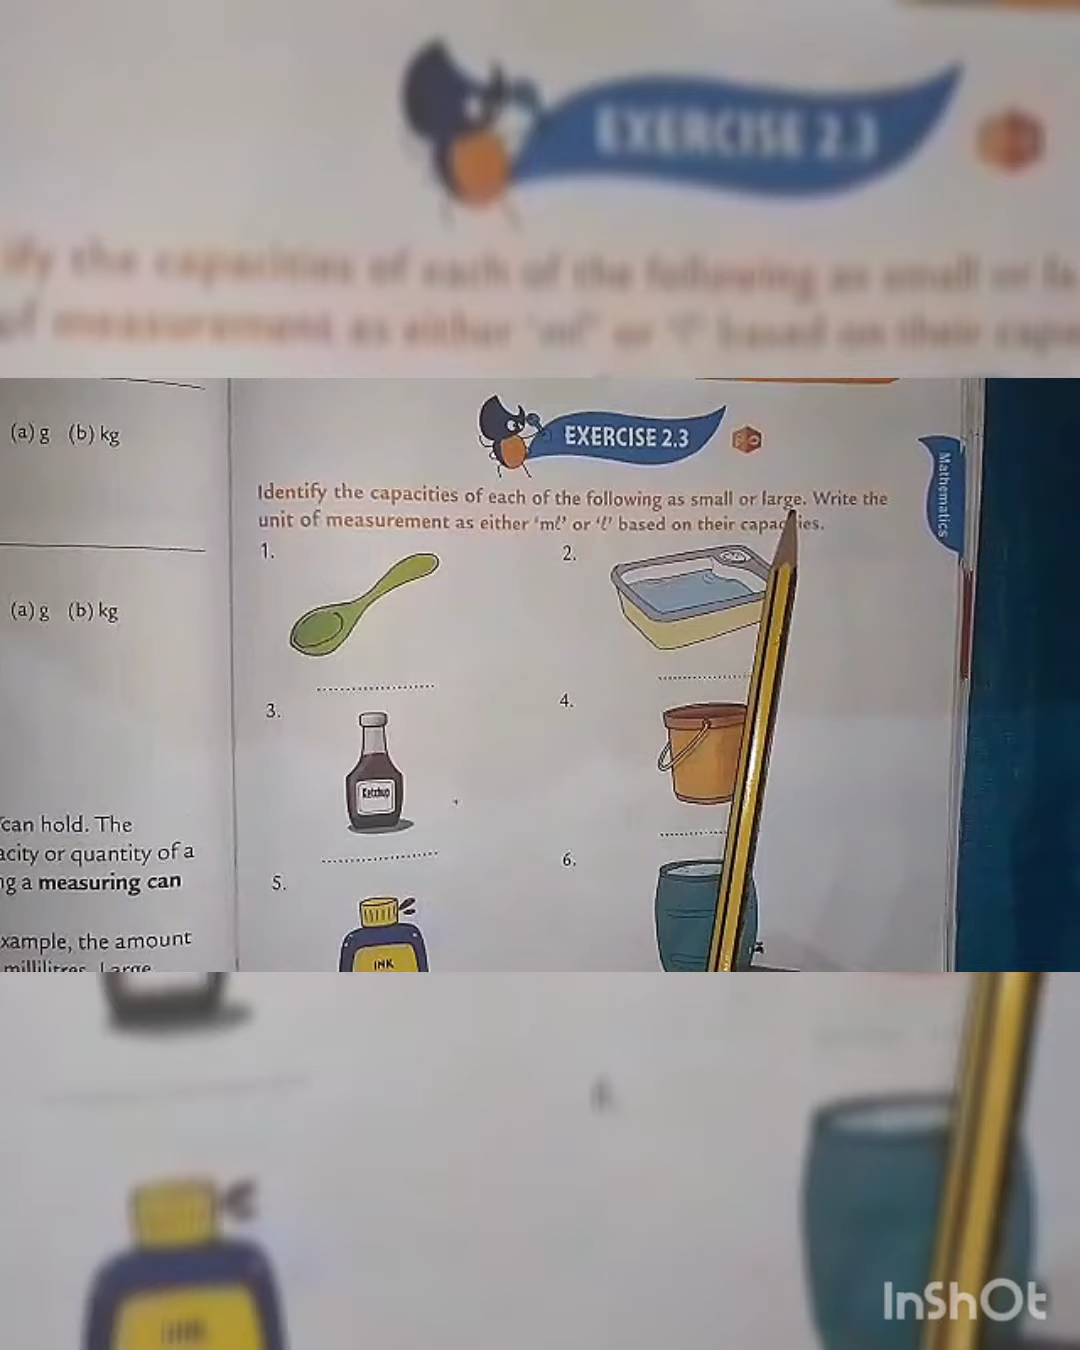 EXERCISE 2.3
(a) g (b) kg
EXERCISE 2.3
Mathematics
Identify the capacities of each of the following as small or large. Write the
unit of measurement as either ‘mℓ’ or ‘ℓ’ based on their capacities.
1.
2.
(a) g (b) kg
3.
4.
Ketchup
can hold. The
acity or quantity of a
ng a measuring can
5.
6.
xample, the amount
millilitres. Large
INK
InShOt